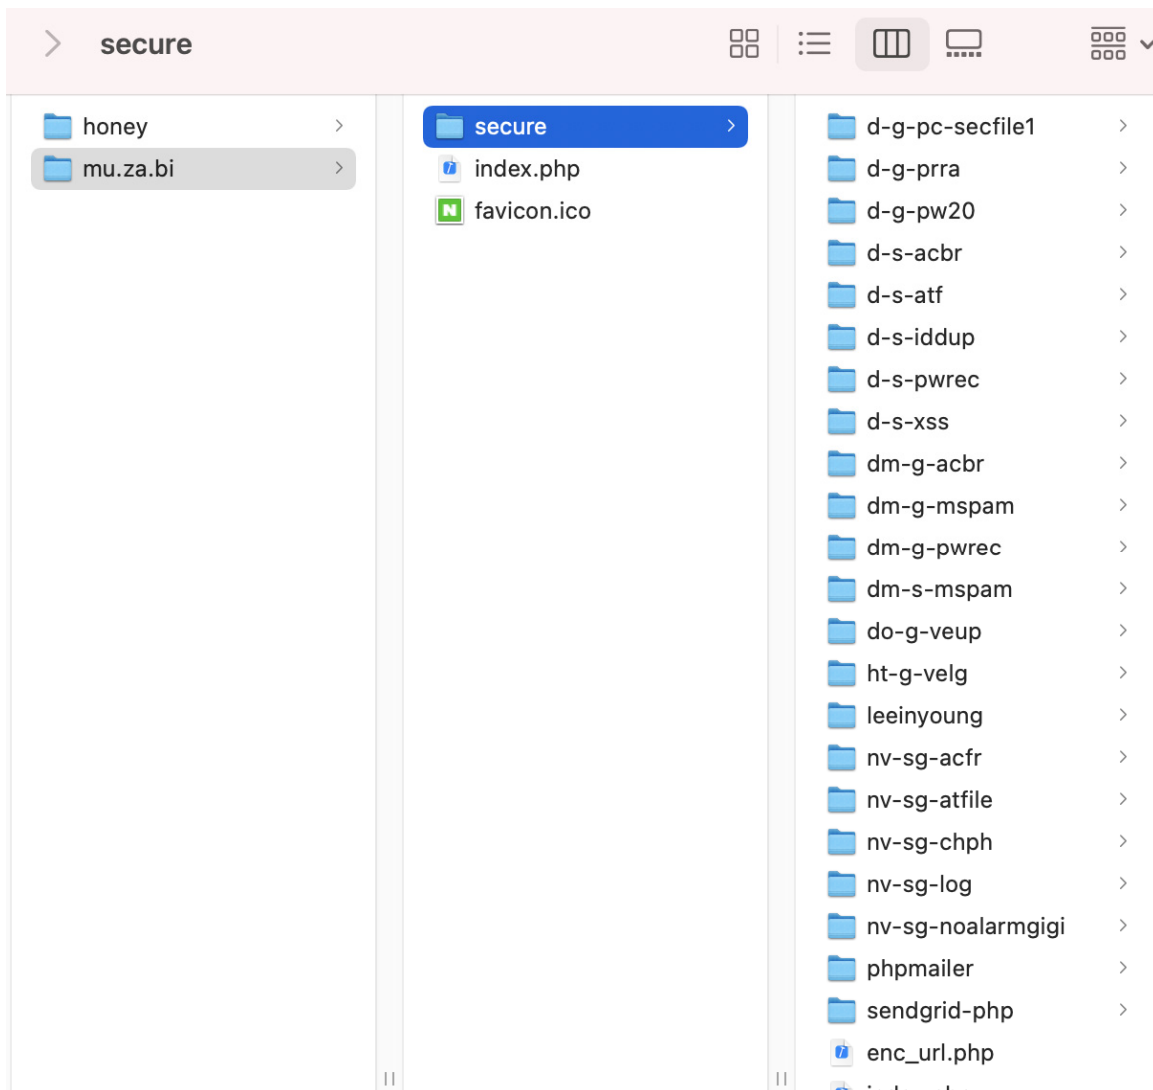 secure
honey
mu.za.bi
secure
index.php
favicon.ico
d-g-pc-secfile1
d-g-prra
d-g-pw20
d-s-acbr
d-s-atf
d-s-iddup
d-s-pwrec
d-s-xss
dm-g-acbr
dm-g-mspam
dm-g-pwrec
dm-s-mspam
do-g-veup
ht-g-velg
leeinyoung
nv-sg-acfr
nv-sg-atfile
nv-sg-chph
nv-sg-log
nv-sg-noalarmgigi
phpmailer
sendgrid-php
enc_url.php